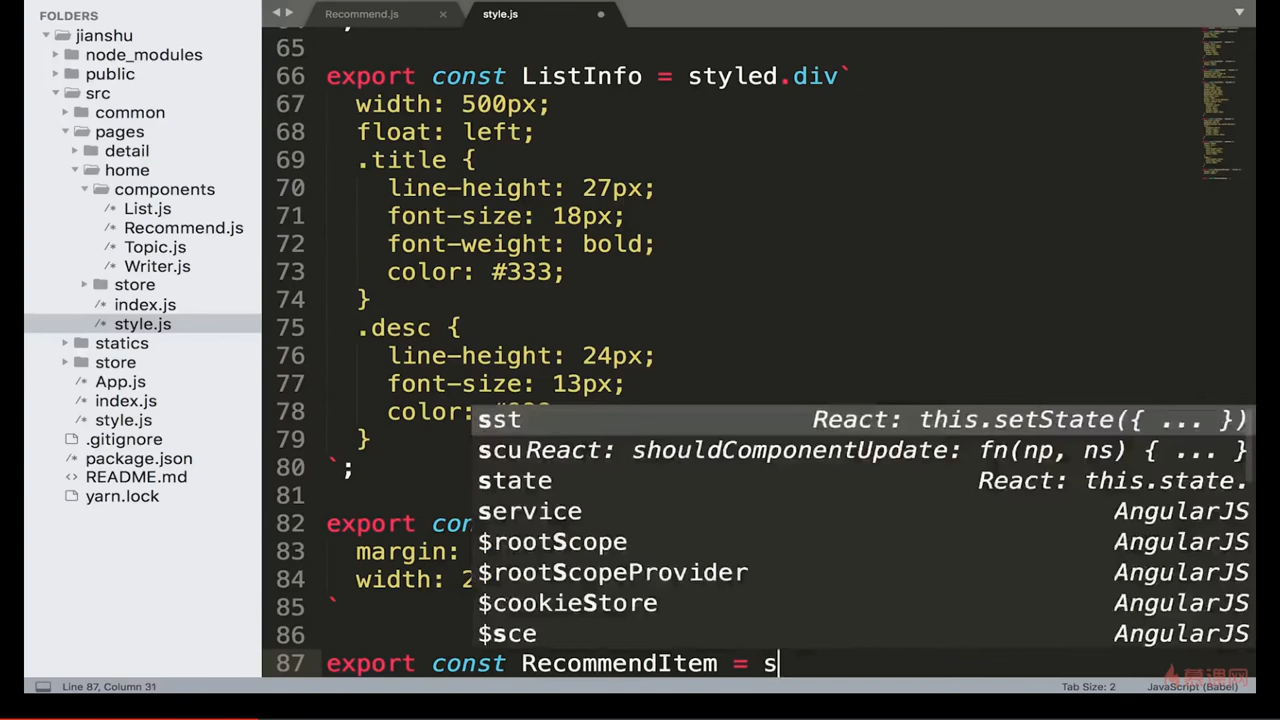 FOLDERS
jianshu
node_modules
public
src
common
pages
detail
home
components
List.js
Recommend.js
Topic.js
Writer.js
store
index.js
style.js
statics
store
App.js
index.js
style.js
.gitignore
package.json
README.md
yarn.lock
Recommend.js
style.js
65
66 export const ListInfo = styled.div`
67 width: 500px;
68 float: left;
69 .title {
70 line-height: 27px;
71 font-size: 18px;
72 font-weight: bold;
73 color: #333;
74 }
75 .desc {
76 line-height: 24px;
77 font-size: 13px;
78 color:
79 }
80 `;
81
82 export con
83 margin:
84 width: 2
85 `
86
87 export const RecommendItem = s
sst React: this.setState({ ... })
scu React: shouldComponentUpdate: fn(np, ns) { ... }
state React: this.state.
service AngularJS
$rootScope AngularJS
$rootScopeProvider AngularJS
$cookieStore AngularJS
$sce AngularJS
慕课网
Line 87, Column 31
Tab Size: 2
JavaScript (Babel)